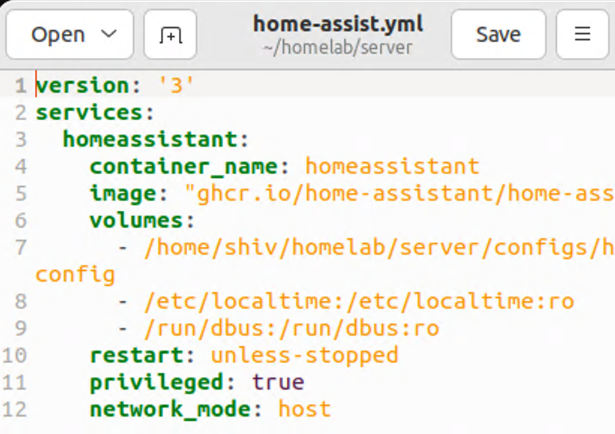 Open
home-assist.yml
~/homelab/server
Save
1 version: '3'
2 services:
3 homeassistant:
4 container_name: homeassistant
5 image: "ghcr.io/home-assistant/home-ass
6 volumes:
7 - /home/shiv/homelab/server/configs/h
config
8 - /etc/localtime:/etc/localtime:ro
9 - /run/dbus:/run/dbus:ro
10 restart: unless-stopped
11 privileged: true
12 network_mode: host